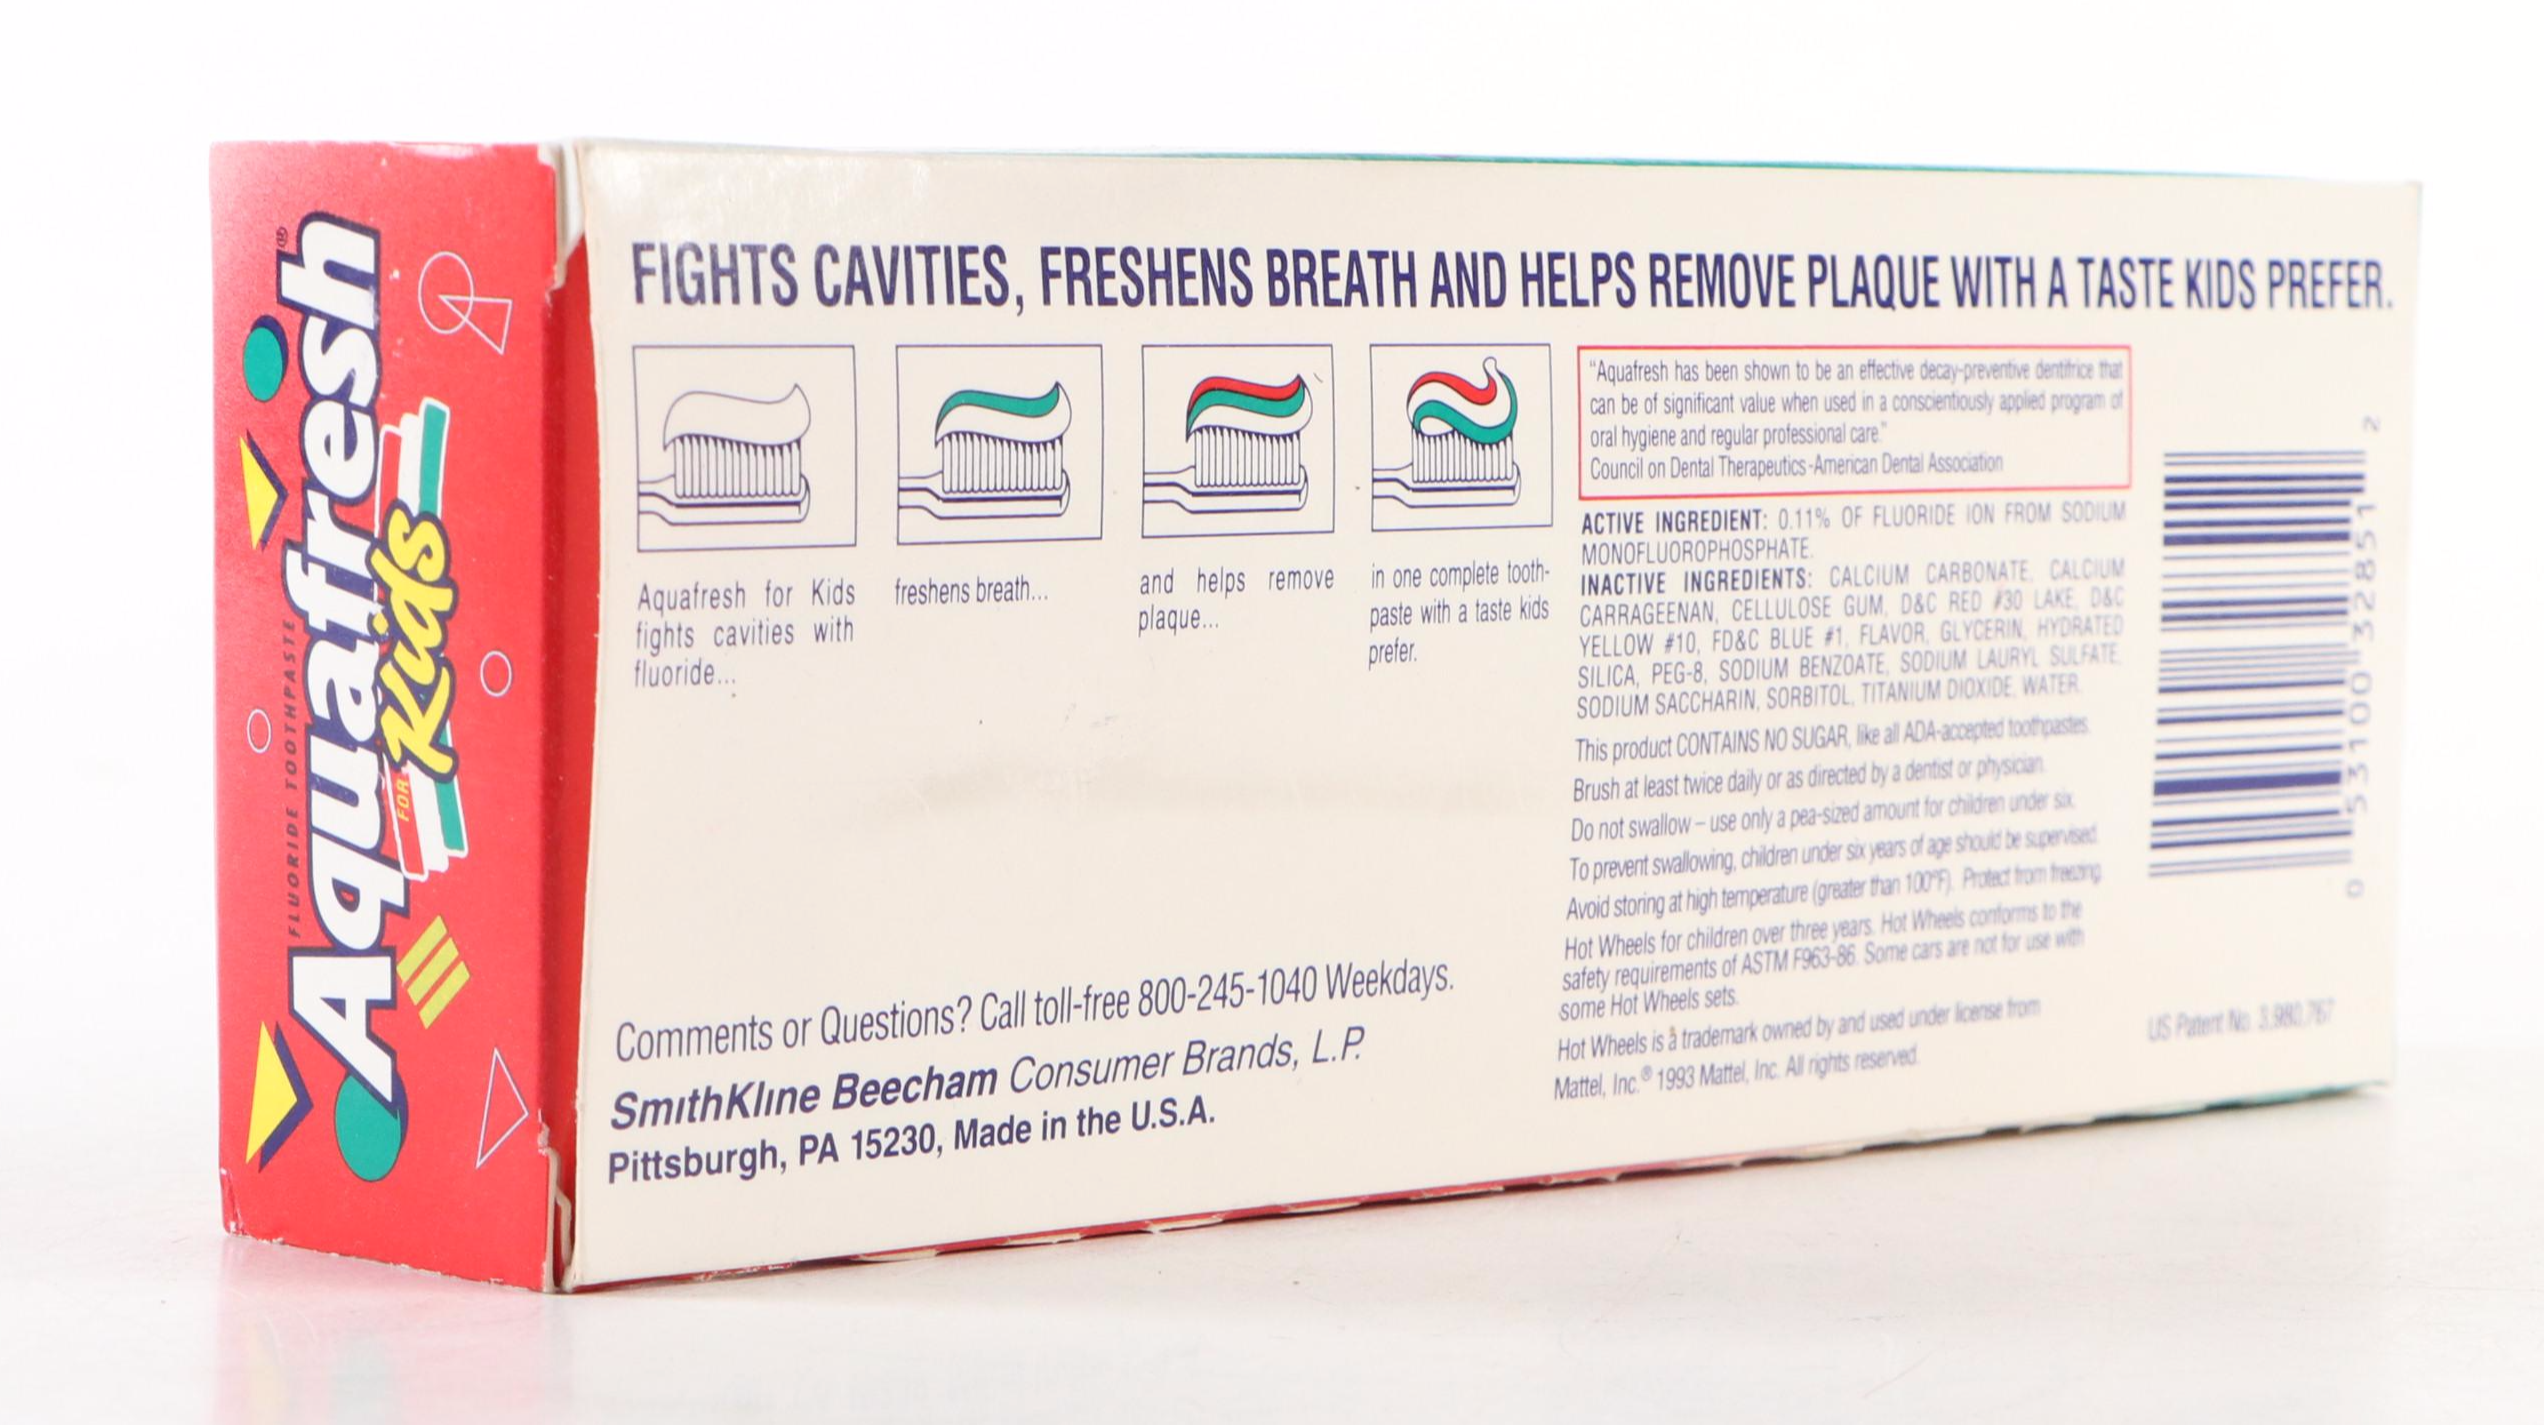 FLUORIDE TOOTHPASTE
Aquafresh®
FOR Kids
FIGHTS CAVITIES, FRESHENS BREATH AND HELPS REMOVE PLAQUE WITH A TASTE KIDS PREFER.
Aquafresh for Kids
fights cavities with
fluoride...
freshens breath...
and helps remove
plaque...
in one complete tooth-
paste with a taste kids
prefer.
"Aquafresh has been shown to be an effective decay-preventive dentifrice that
can be of significant value when used in a conscientiously applied program of
oral hygiene and regular professional care."
Council on Dental Therapeutics-American Dental Association
ACTIVE INGREDIENT: 0.11% OF FLUORIDE ION FROM SODIUM
MONOFLUOROPHOSPHATE.
INACTIVE INGREDIENTS: CALCIUM CARBONATE, CALCIUM
CARRAGEENAN, CELLULOSE GUM, D&C RED #30 LAKE, D&C
YELLOW #10, FD&C BLUE #1, FLAVOR, GLYCERIN, HYDRATED
SILICA, PEG-8, SODIUM BENZOATE, SODIUM LAURYL SULFATE,
SODIUM SACCHARIN, SORBITOL, TITANIUM DIOXIDE, WATER.
This product CONTAINS NO SUGAR, like all ADA-accepted toothpastes.
Brush at least twice daily or as directed by a dentist or physician.
Do not swallow – use only a pea-sized amount for children under six.
To prevent swallowing, children under six years of age should be supervised.
Avoid storing at high temperature (greater than 100°F). Protect from freezing.
Hot Wheels for children over three years. Hot Wheels conforms to the
safety requirements of ASTM F963-86. Some cars are not for use with
some Hot Wheels sets.
Hot Wheels is a trademark owned by and used under license from
Mattel, Inc.® 1993 Mattel, Inc. All rights reserved.
Comments or Questions? Call toll-free 800-245-1040 Weekdays.
SmithKline Beecham Consumer Brands, L.P.
Pittsburgh, PA 15230, Made in the U.S.A.
0 53100 32851 2
US Patent No. 3,980,767